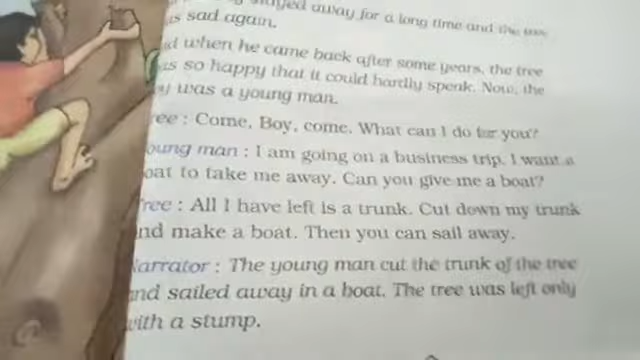 stayed away for a long time and the tree
as sad again.
nd when he came back after some years, the tree
as so happy that it could hardly speak. Now, the
oy was a young man.
ree : Come, Boy, come. What can I do for you?
oung man : I am going on a business trip. I want a
oat to take me away. Can you give me a boat?
Tree : All I have left is a trunk. Cut down my trunk
nd make a boat. Then you can sail away.
Narrator : The young man cut the trunk of the tree
nd sailed away in a boat. The tree was left only
with a stump.